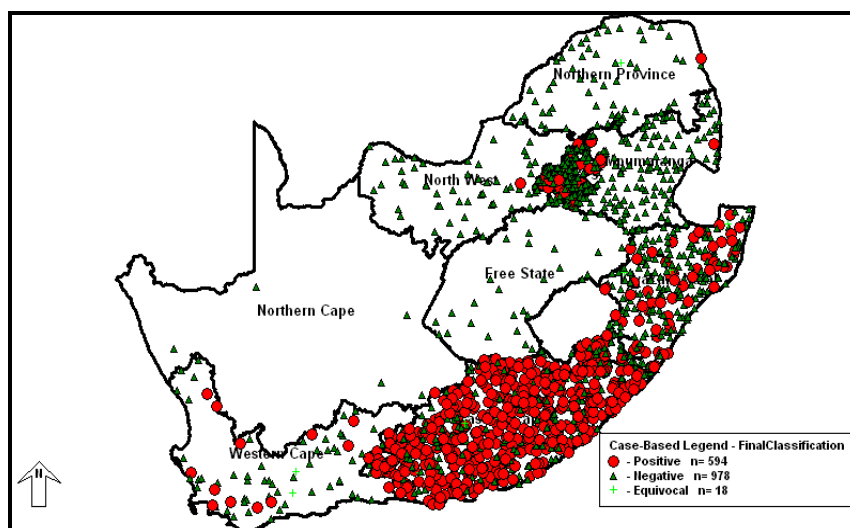 Northern Province
Mpumalanga
North West
Free State
Northern Cape
Western Cape
Case-Based Legend - FinalClassification
- Positive n= 594
- Negative n= 978
- Equivocal n= 18
N